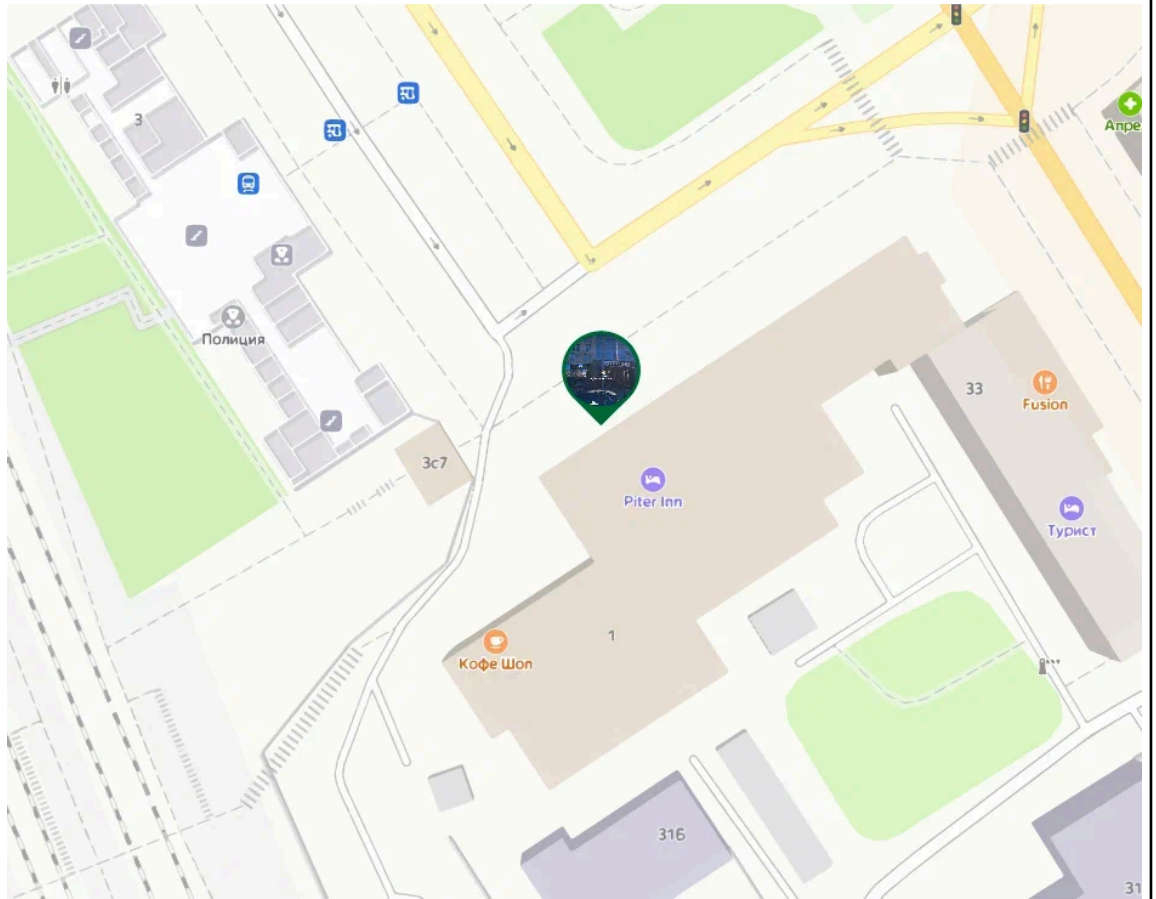 3
Апре
Полиция
33
Fusion
3с7
Piter Inn
Турист
1
Кофе Шоп
31б
31